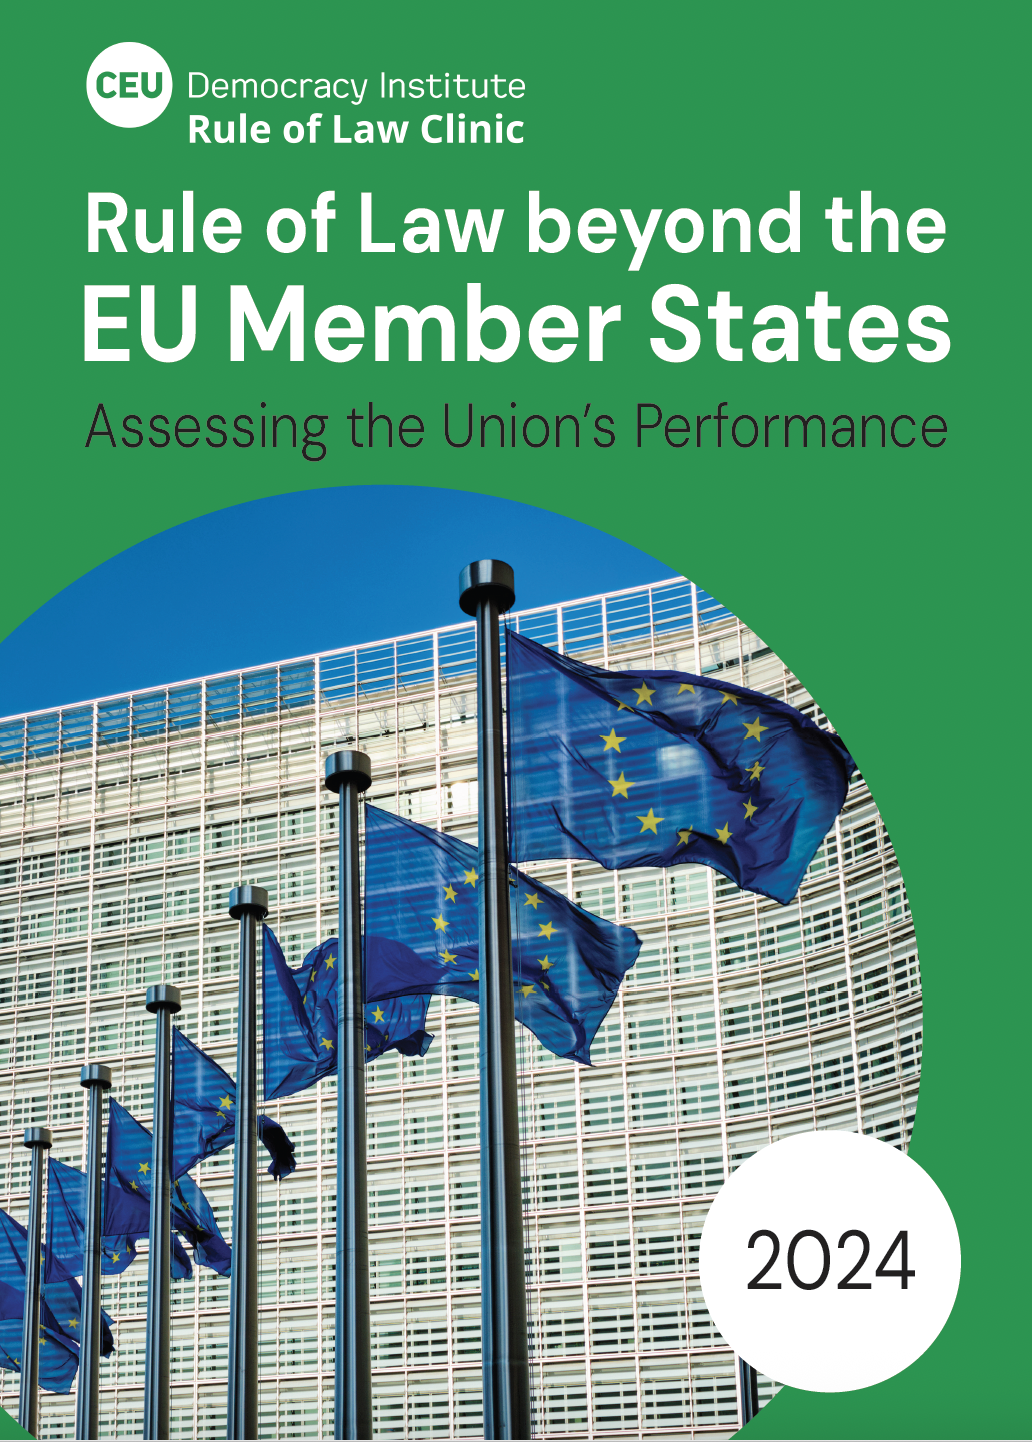 CEU Democracy Institute
Rule of Law Clinic
Rule of Law beyond the
EU Member States
Assessing the Union’s Performance
2024